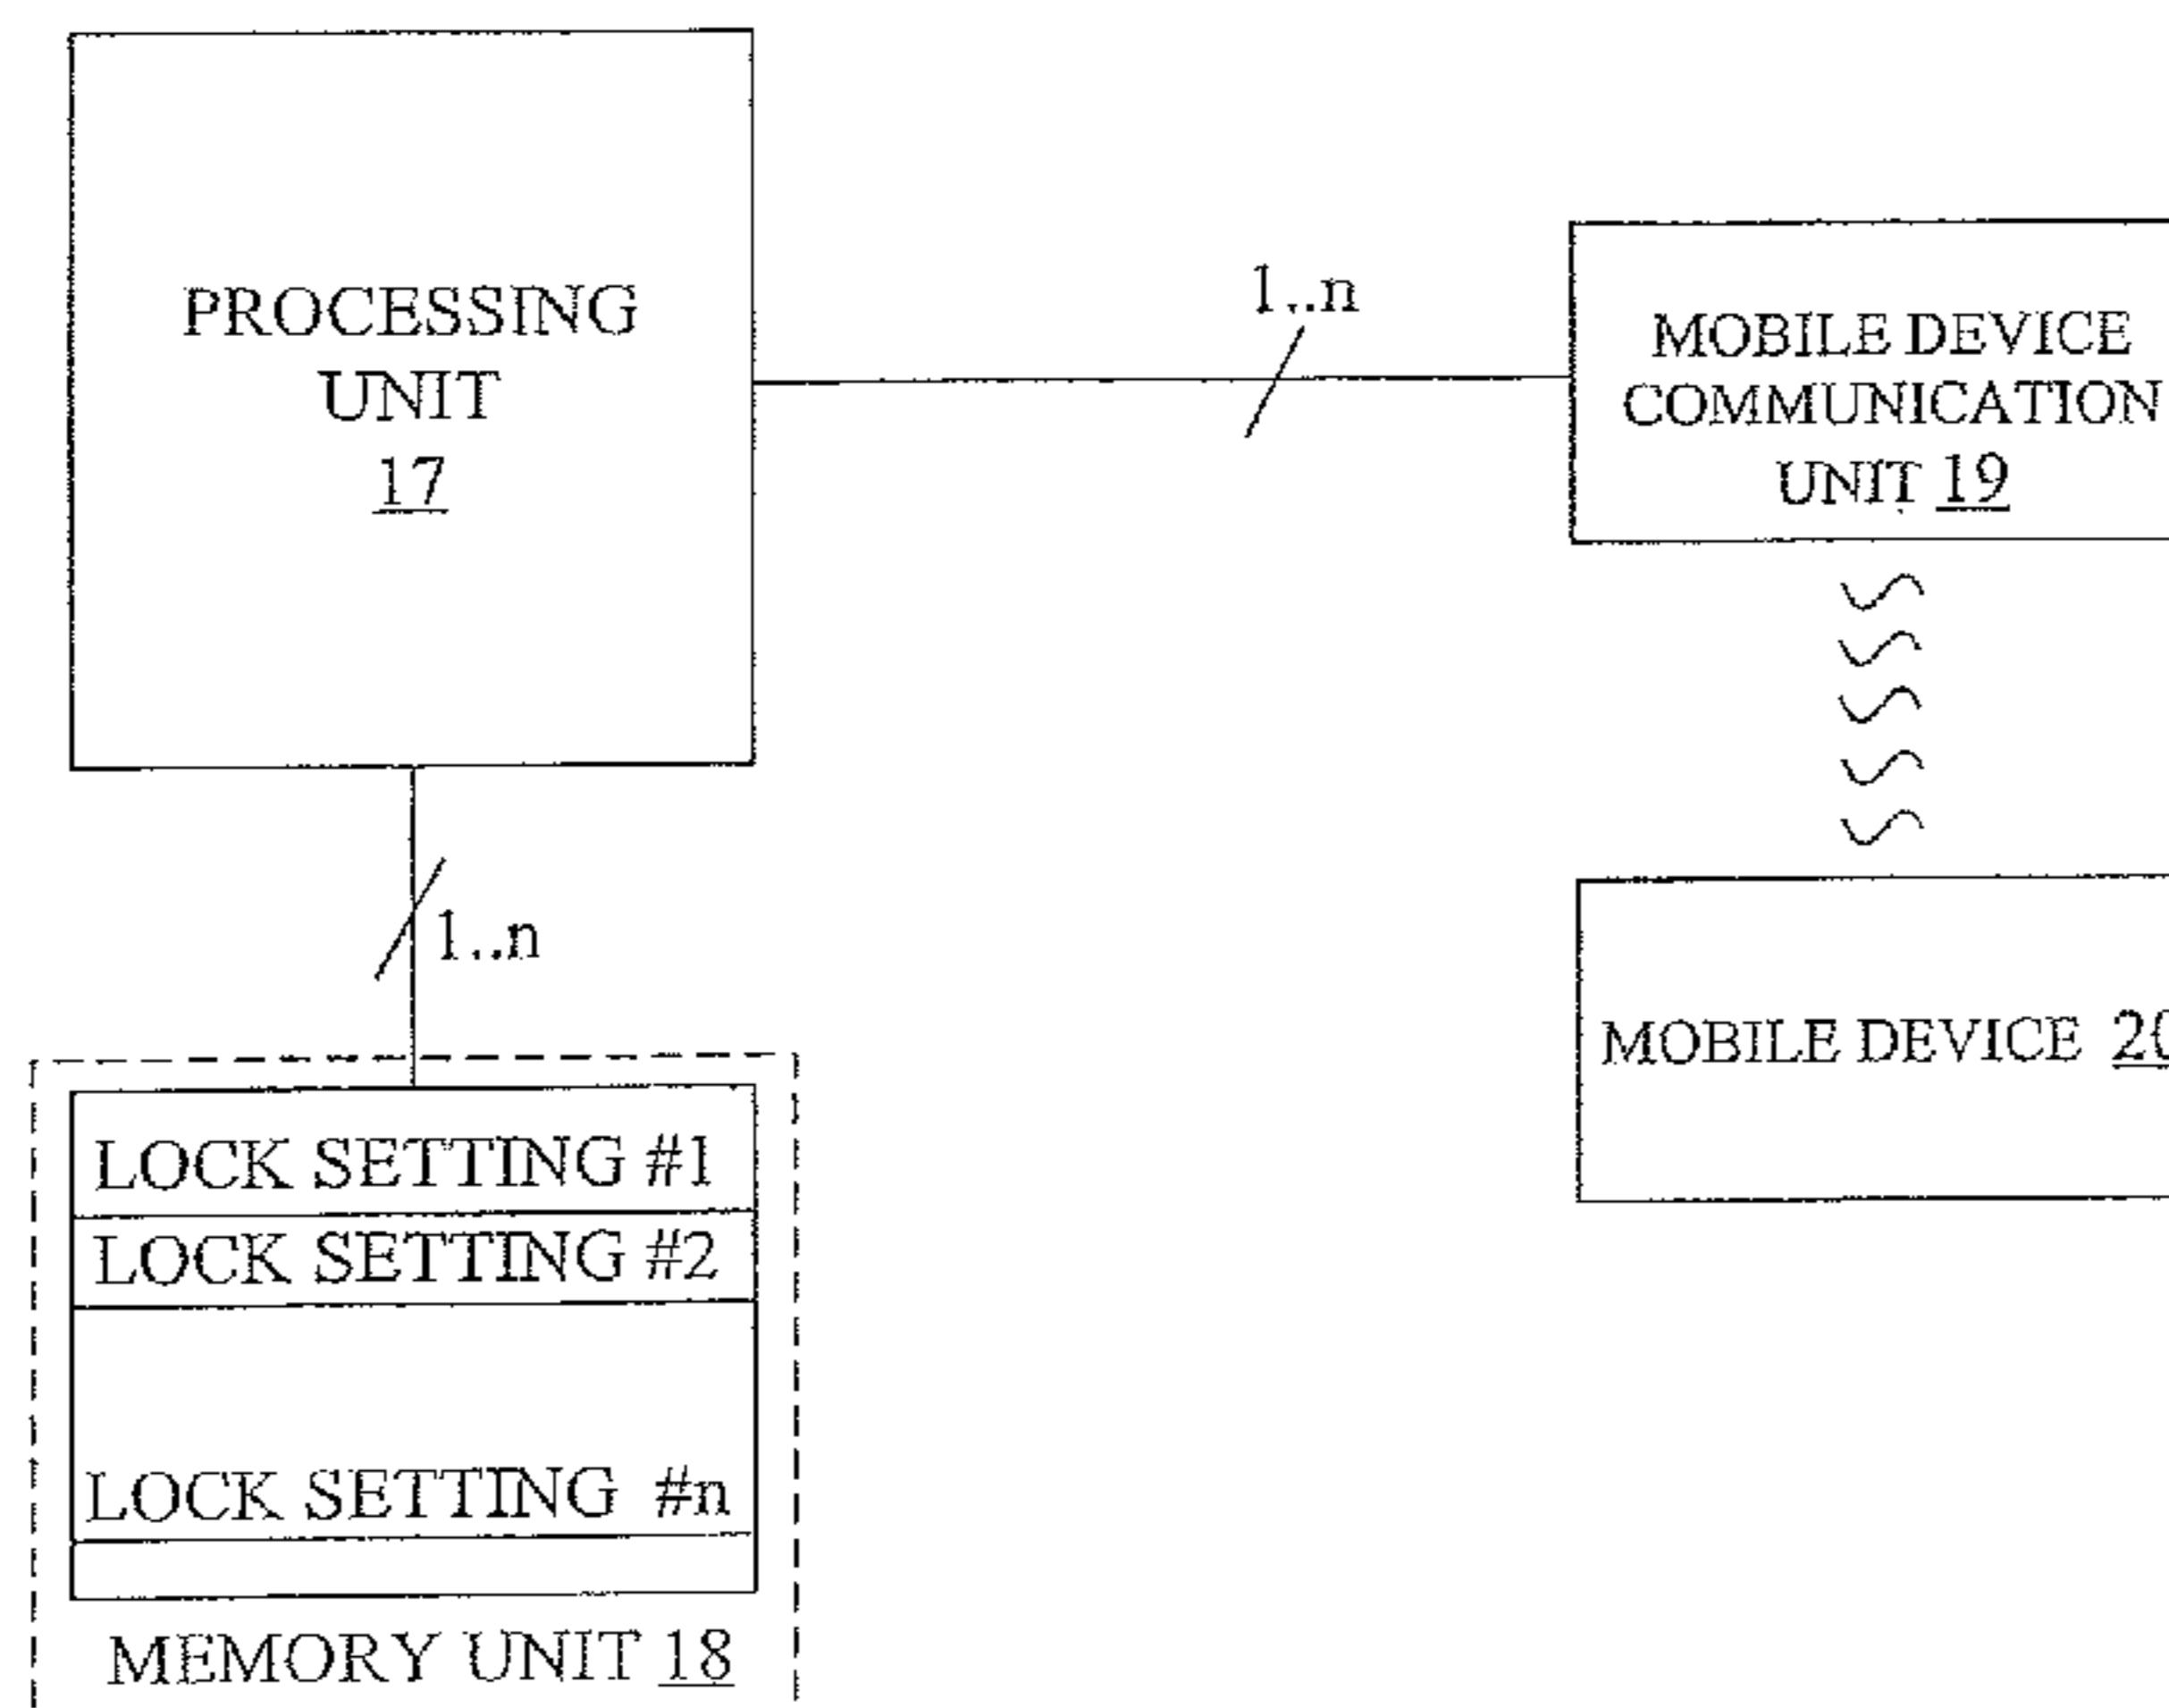 PROCESSING
UNIT
17
1..n
MOBILE DEVICE
COMMUNICATION
UNIT 19
1..n
MOBILE DEVICE 20
LOCK SETTING #1
LOCK SETTING #2
LOCK SETTING #n
MEMORY UNIT 18